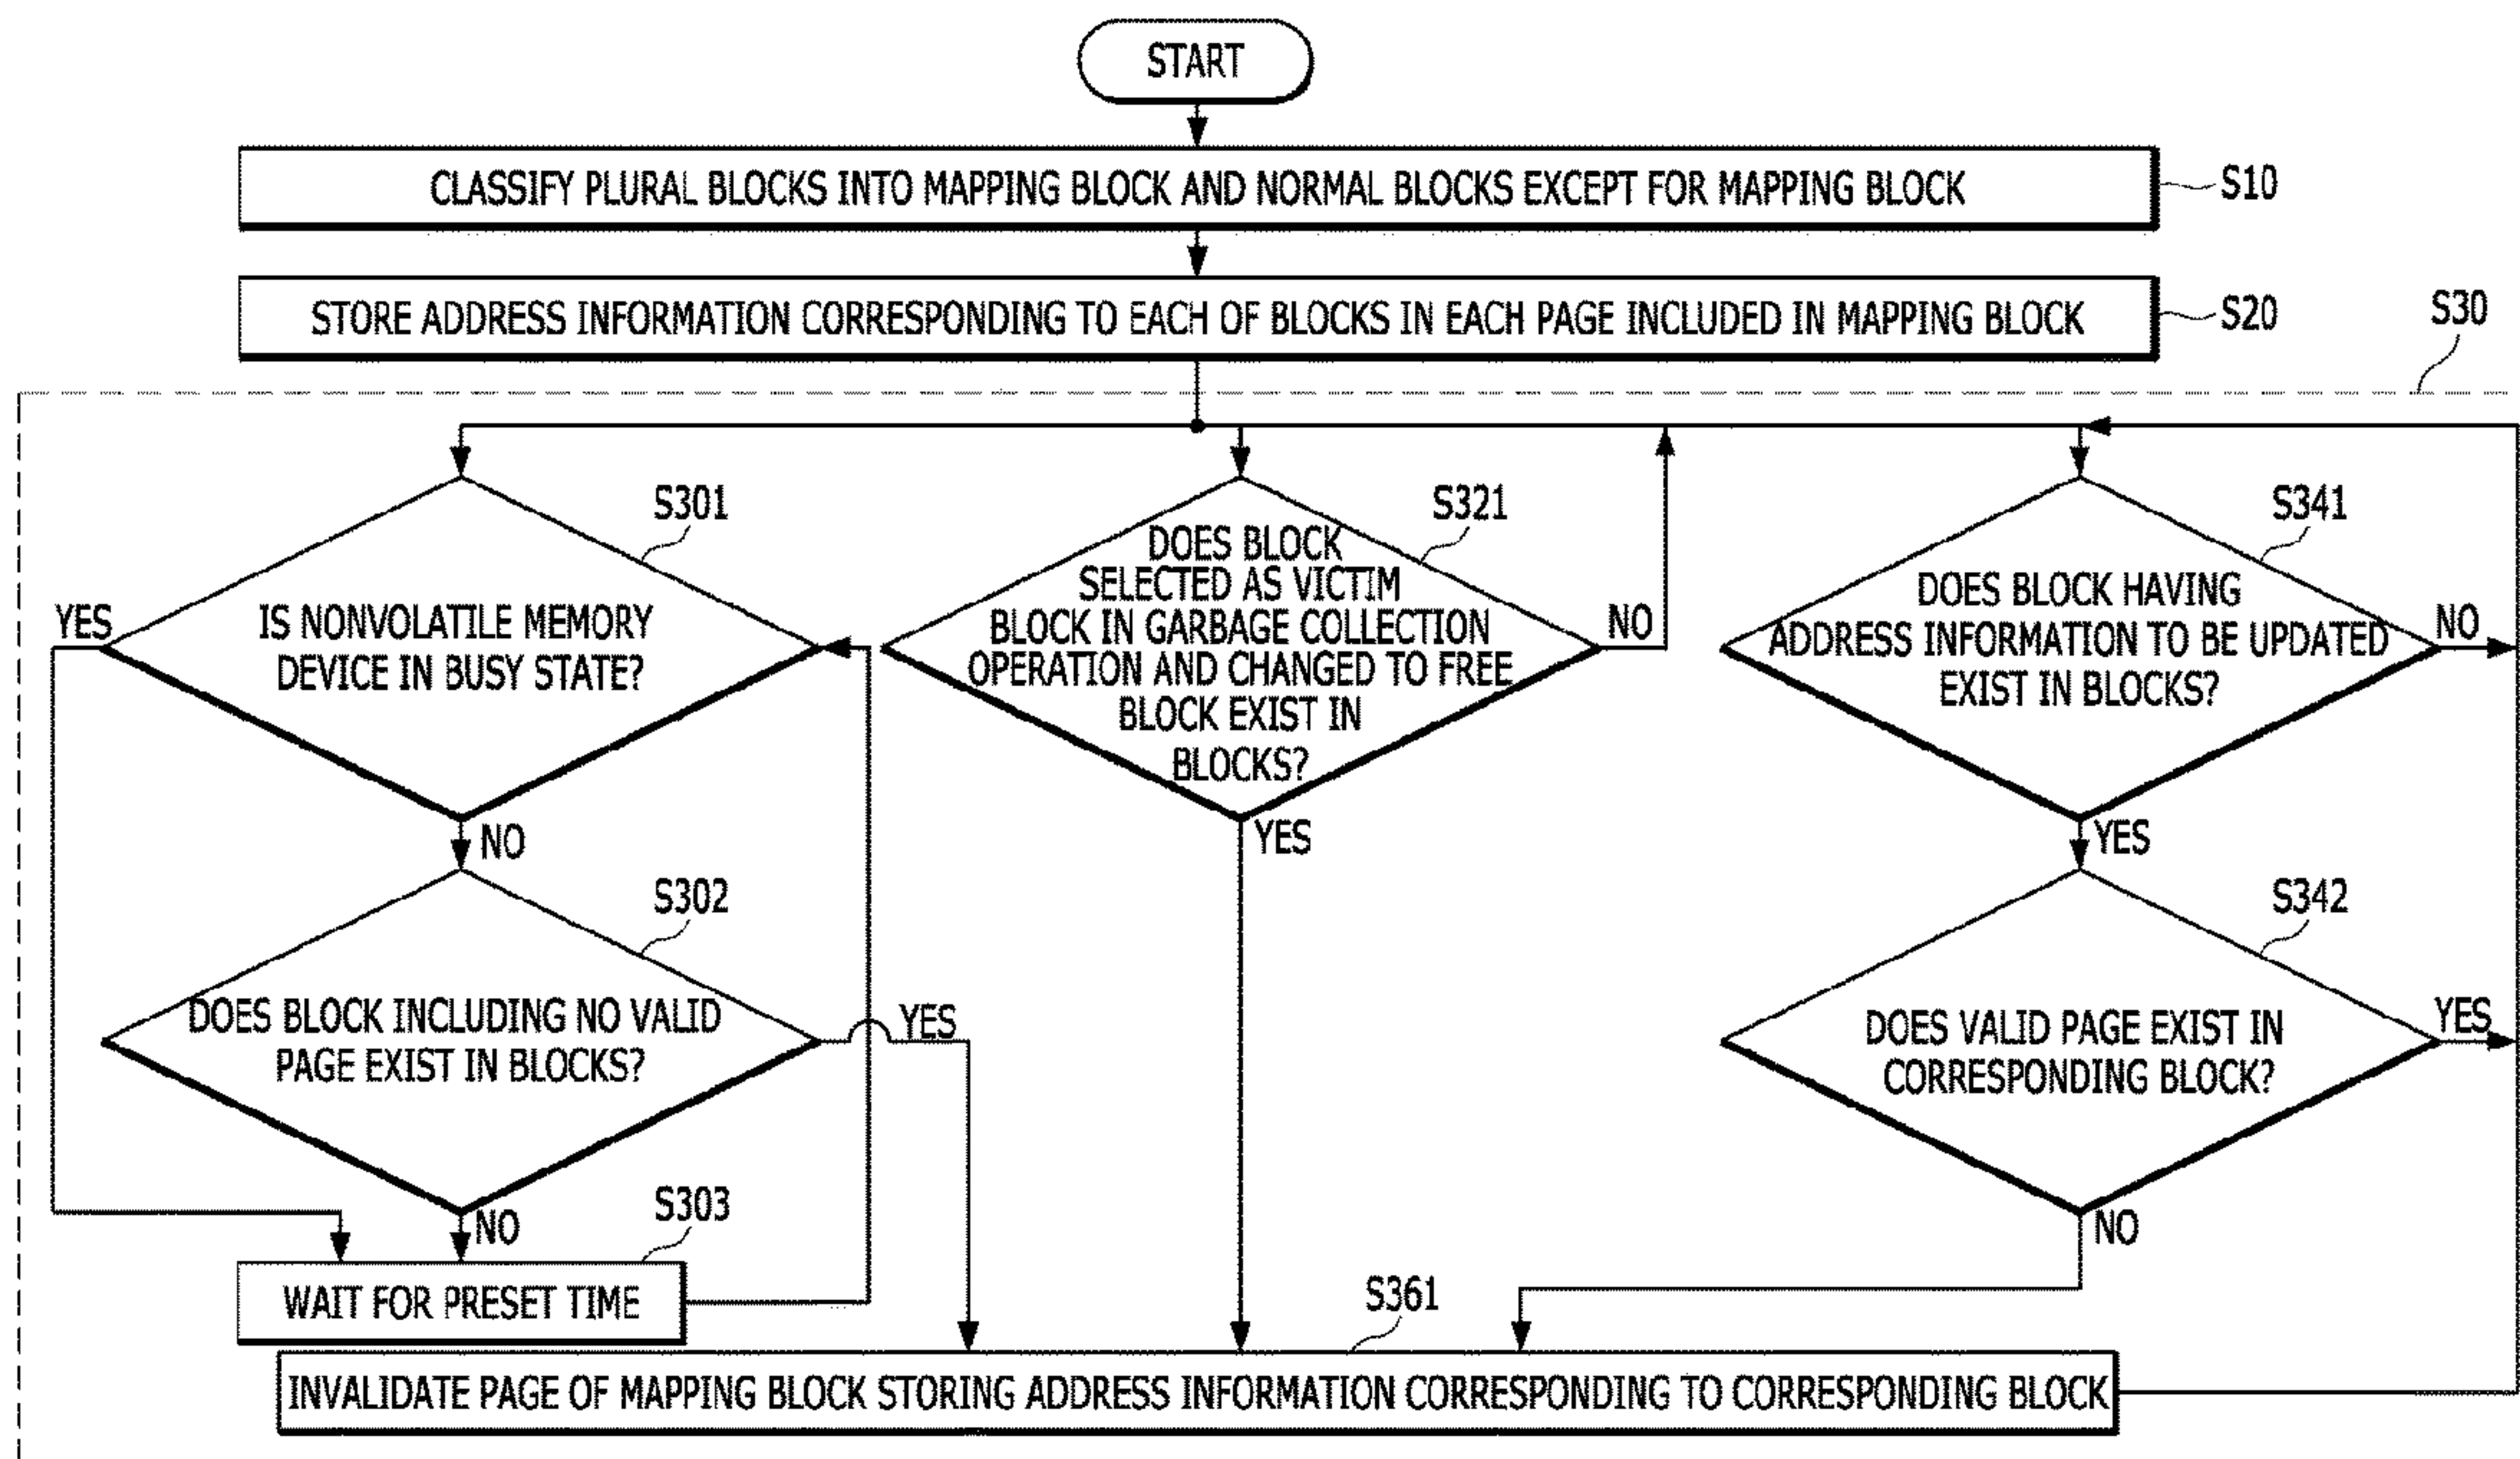 START
CLASSIFY PLURAL BLOCKS INTO MAPPING BLOCK AND NORMAL BLOCKS EXCEPT FOR MAPPING BLOCK
S10
STORE ADDRESS INFORMATION CORRESPONDING TO EACH OF BLOCKS IN EACH PAGE INCLUDED IN MAPPING BLOCK
S20
S30
S301
IS NONVOLATILE MEMORY
DEVICE IN BUSY STATE?
YES
NO
S321
DOES BLOCK
SELECTED AS VICTIM
BLOCK IN GARBAGE COLLECTION
OPERATION AND CHANGED TO FREE
BLOCK EXIST IN
BLOCKS?
NO
YES
S341
DOES BLOCK HAVING
ADDRESS INFORMATION TO BE UPDATED
EXIST IN BLOCKS?
NO
YES
S302
DOES BLOCK INCLUDING NO VALID
PAGE EXIST IN BLOCKS?
YES
NO
S342
DOES VALID PAGE EXIST IN
CORRESPONDING BLOCK?
YES
NO
S303
WAIT FOR PRESET TIME
S361
INVALIDATE PAGE OF MAPPING BLOCK STORING ADDRESS INFORMATION CORRESPONDING TO CORRESPONDING BLOCK